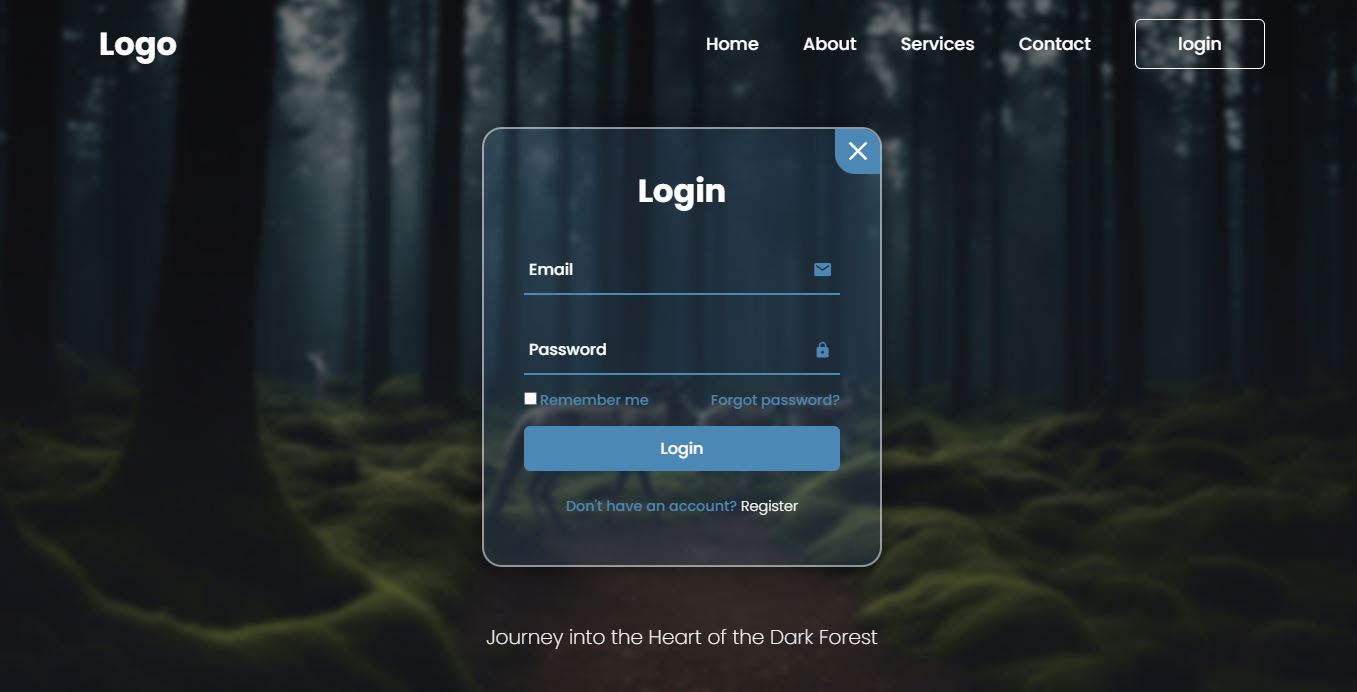 Logo
Home About Services Contact login
Login
Email
Password
Remember me Forgot password?
Login
Don't have an account? Register
Journey into the Heart of the Dark Forest